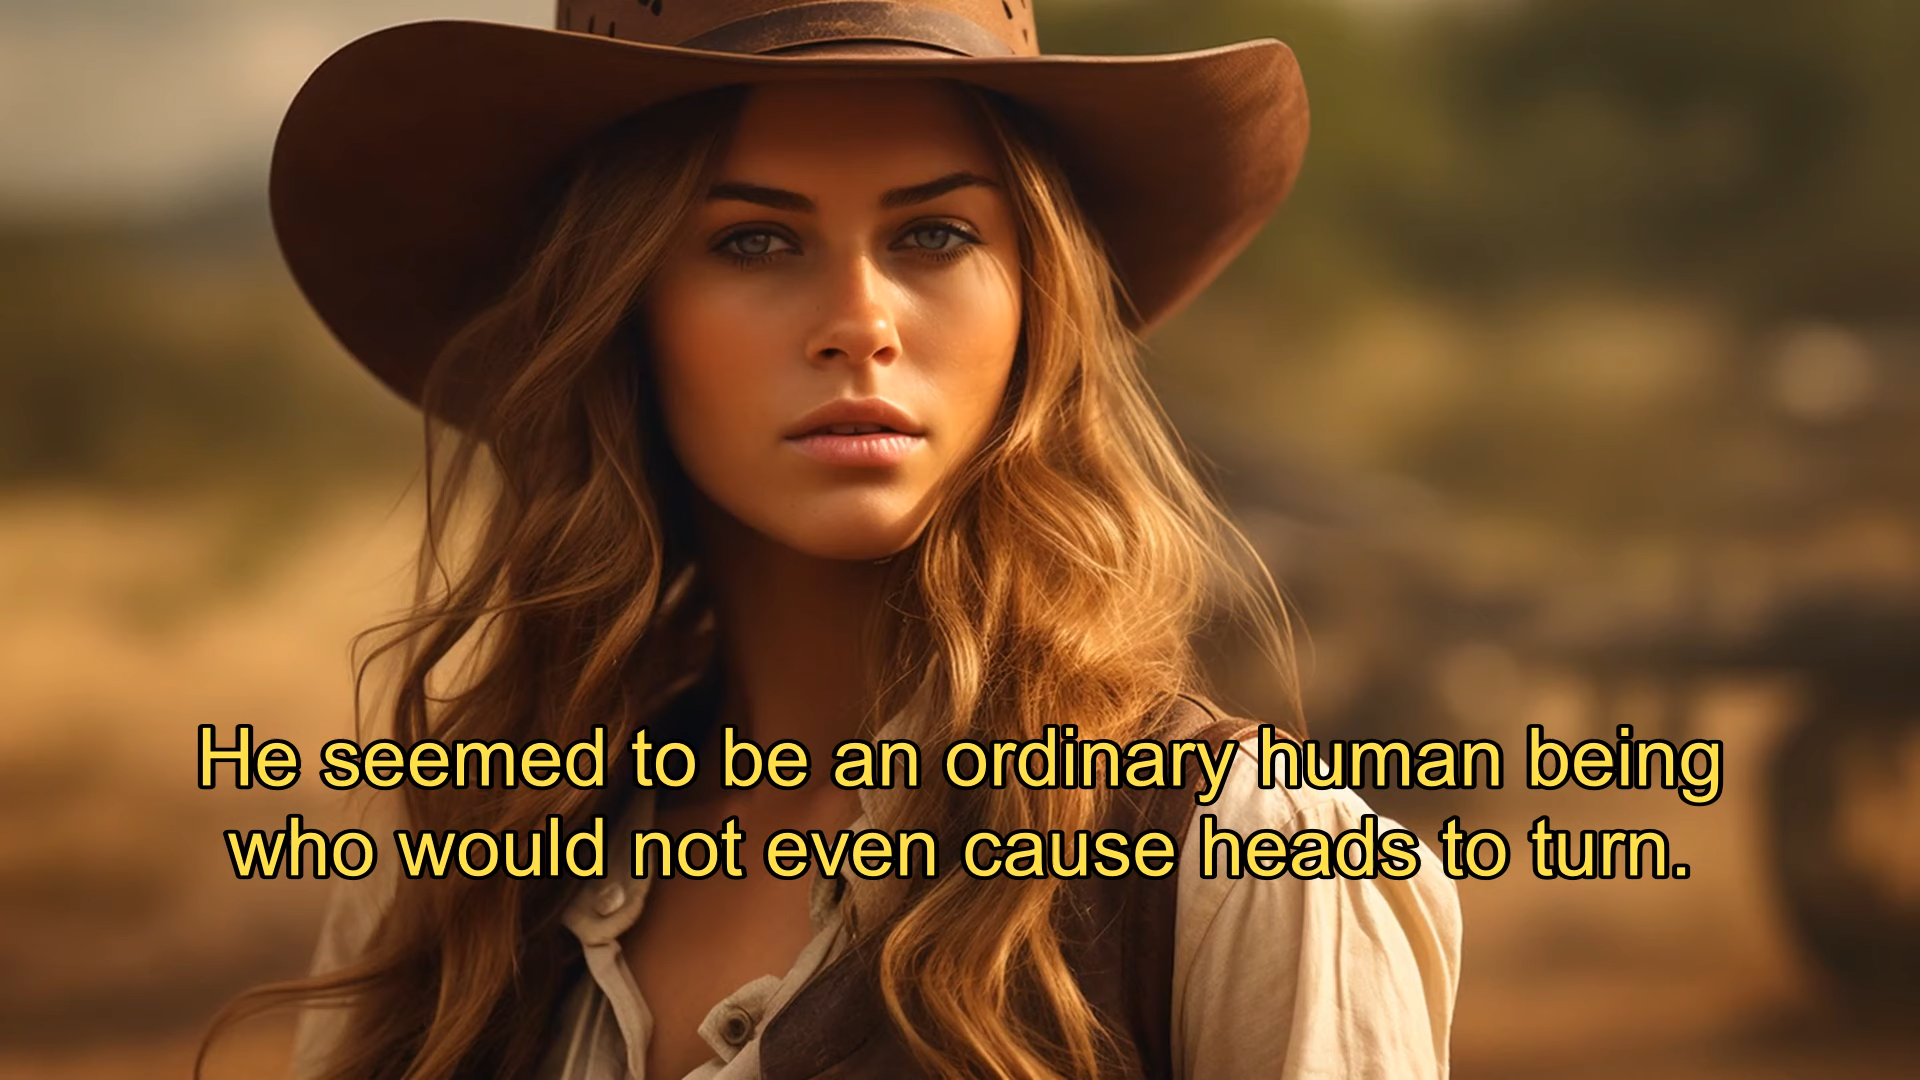 He seemed to be an ordinary human being
who would not even cause heads to turn.